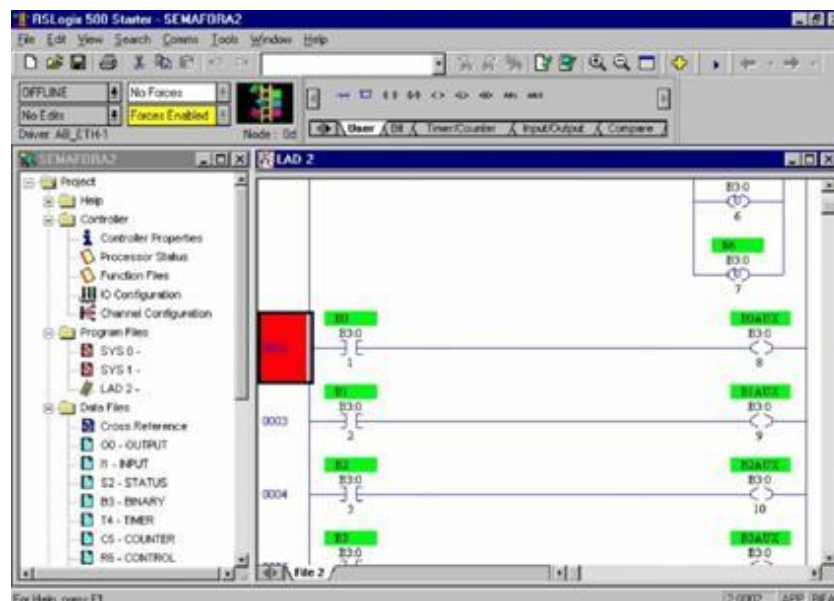 RSLogix 500 Starter - SEMAFORA2
File Edit View Search Comms Tools Window Help
OFFLINE
No Forces
No Edits
Forces Enabled
Driver: AB_ETH-1
Node : 0d
User
Bit
Timer/Counter
Input/Output
Compare
SEMAFORA2
Project
Help
Controller
Controller Properties
Processor Status
Function Files
IO Configuration
Channel Configuration
Program Files
SYS 0 -
SYS 1 -
LAD 2 -
Data Files
Cross Reference
O0 - OUTPUT
I1 - INPUT
S2 - STATUS
B3 - BINARY
T4 - TIMER
C5 - COUNTER
R6 - CONTROL
LAD 2
B3:0
6
B3:0
7
B0
B3:0
1
B0AUX
B3:0
8
0003
B1
B3:0
2
B1AUX
B3:0
9
0004
B2
B3:0
3
B2AUX
B3:0
10
B3
B3:0
B3AUX
B3:0
File 2
For Help, press F1
2:0002
APP
READ